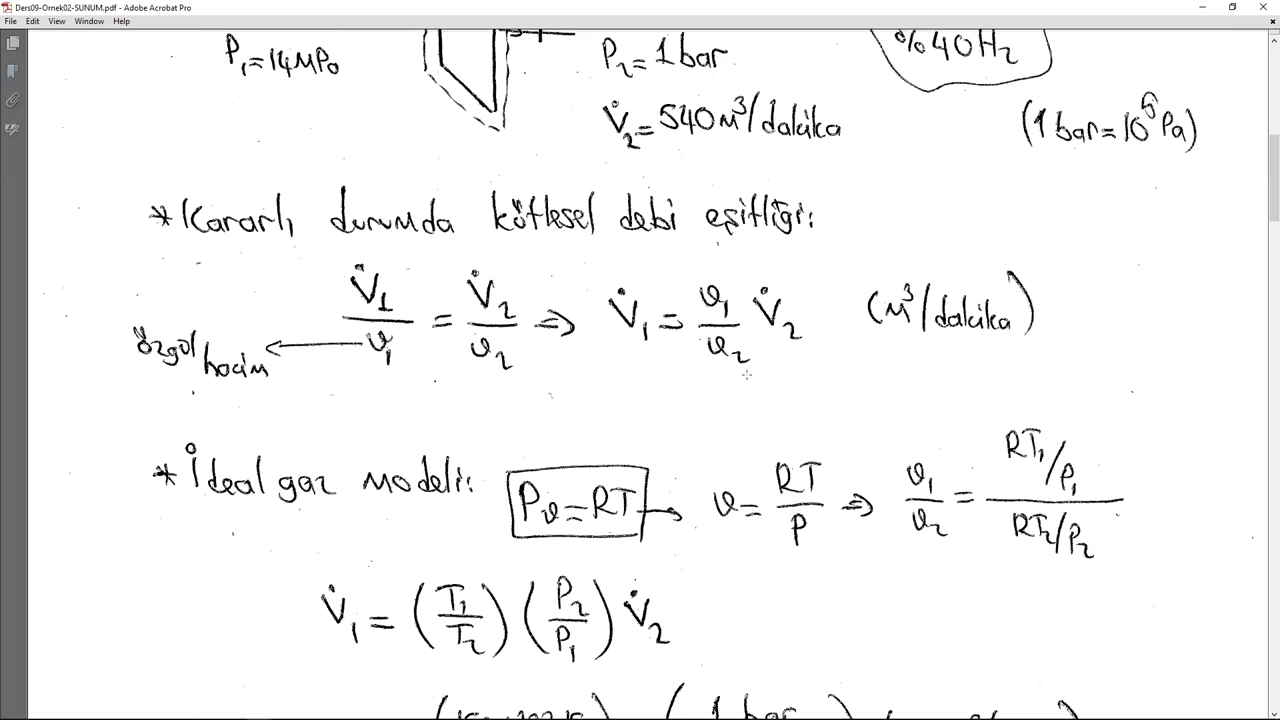 Ders09-Ornek02-SUNUM.pdf - Adobe Acrobat Pro
File Edit View Window Help
P₁=14MPa
P₂=1bar
%40H₂
V̇₂=540m³/dakika
(1bar=10⁵Pa)
*Kararlı durumda kütlesel debi eşitliği:
V̇₁/υ₁ = V̇₂/υ₂ ⇒ V̇₁ = υ₁/υ₂ V̇₂ (m³/dakika)
özgül hacim
*İdeal gaz modeli: Pυ=RT → υ = RT/P ⇒ υ₁/υ₂ = (RT₁/P₁)/(RT₂/P₂)
V̇₁ = (T₁/T₂) (P₂/P₁) V̇₂
1 bar